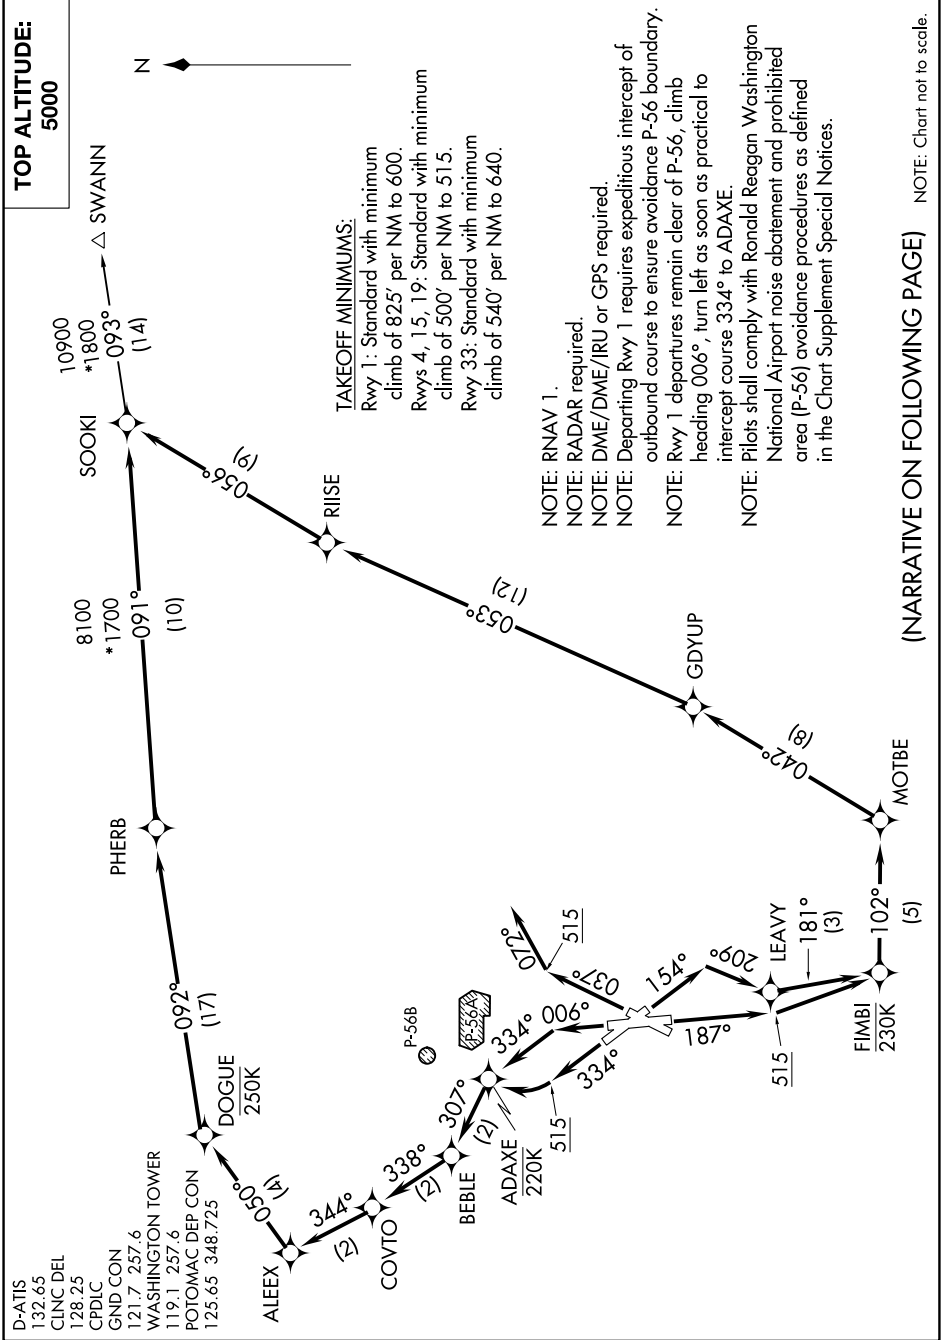 TOP ALTITUDE:
5000
D-ATIS
132.65
CLNC DEL
128.25
CPDLC
GND CON
121.7 257.6
WASHINGTON TOWER
119.1 257.6
POTOMAC DEP CON
125.65 348.725
N
SWANN
10900
*1800
093°
(14)
SOOKI
8100
*1700
091°
(10)
PHERB
092°
(17)
DOGUE
250K
050°
(4)
ALEEX
344°
(2)
COVTO
338°
(2)
BEBLE
307°
(2)
ADAXE
220K
P-56B
P-56A
334°
006°
334°
515
072°
515
037°
154°
209°
LEAVY
181°
(3)
187°
515
FIMBI
230K
102°
(5)
MOTBE
042°
(8)
GDYUP
053°
(12)
RIISE
056°
(9)
TAKEOFF MINIMUMS:
Rwy 1: Standard with minimum
climb of 825' per NM to 600.
Rwys 4, 15, 19: Standard with minimum
climb of 500' per NM to 515.
Rwy 33: Standard with minimum
climb of 540' per NM to 640.
NOTE: RNAV 1.
NOTE: RADAR required.
NOTE: DME/DME/IRU or GPS required.
NOTE: Departing Rwy 1 requires expeditious intercept of
outbound course to ensure avoidance P-56 boundary.
NOTE: Rwy 1 departures remain clear of P-56, climb
heading 006°, turn left as soon as practical to
intercept course 334° to ADAXE.
NOTE: Pilots shall comply with Ronald Reagan Washington
National Airport noise abatement and prohibited
area (P-56) avoidance procedures as defined
in the Chart Supplement Special Notices.
(NARRATIVE ON FOLLOWING PAGE)
NOTE: Chart not to scale.